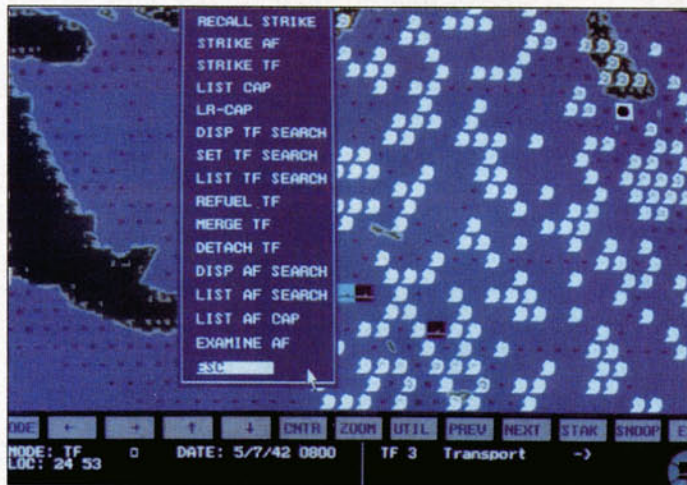 RECALL STRIKE
STRIKE AF
STRIKE TF
LIST CAP
LR-CAP
DISP TF SEARCH
SET TF SEARCH
LIST TF SEARCH
REFUEL TF
MERGE TF
DETACH TF
DISP AF SEARCH
LIST AF SEARCH
LIST AF CAP
EXAMINE AF
ESC
ODE ← → ↑ ↓ CNTR ZOOM UTIL PREV NEXT STAK SNOOP E
MODE: TF DATE: 5/7/42 0800 TF 3 Transport ->
LOC: 24 53